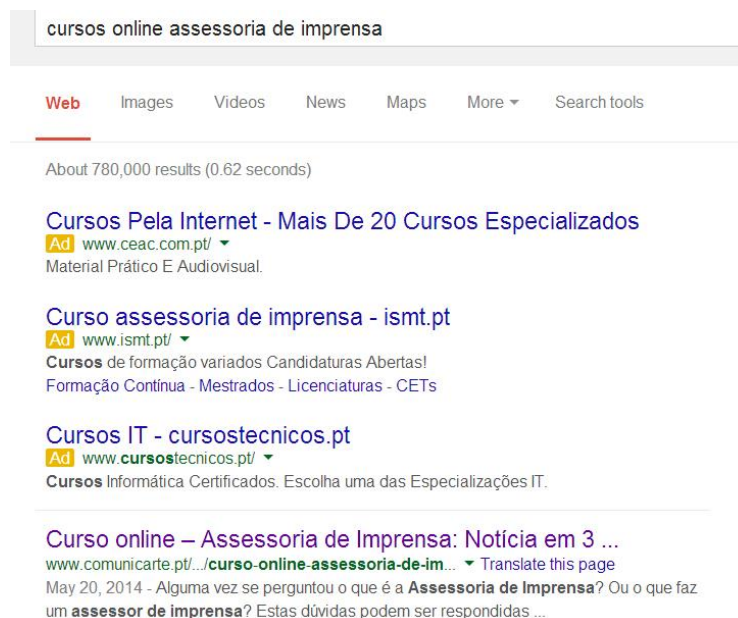 cursos online assessoria de imprensa
Web Images Videos News Maps More Search tools
About 780,000 results (0.62 seconds)
Cursos Pela Internet - Mais De 20 Cursos Especializados
Ad www.ceac.com.pt/
Material Prático E Audiovisual.
Curso assessoria de imprensa - ismt.pt
Ad www.ismt.pt/
Cursos de formação variados Candidaturas Abertas!
Formação Contínua - Mestrados - Licenciaturas - CETs
Cursos IT - cursostecnicos.pt
Ad www.cursostecnicos.pt/
Cursos Informática Certificados. Escolha uma das Especializações IT.
Curso online – Assessoria de Imprensa: Notícia em 3 ...
www.comunicarte.pt/.../curso-online-assessoria-de-im... Translate this page
May 20, 2014 - Alguma vez se perguntou o que é a Assessoria de Imprensa? Ou o que faz
um assessor de imprensa? Estas dúvidas podem ser respondidas ...